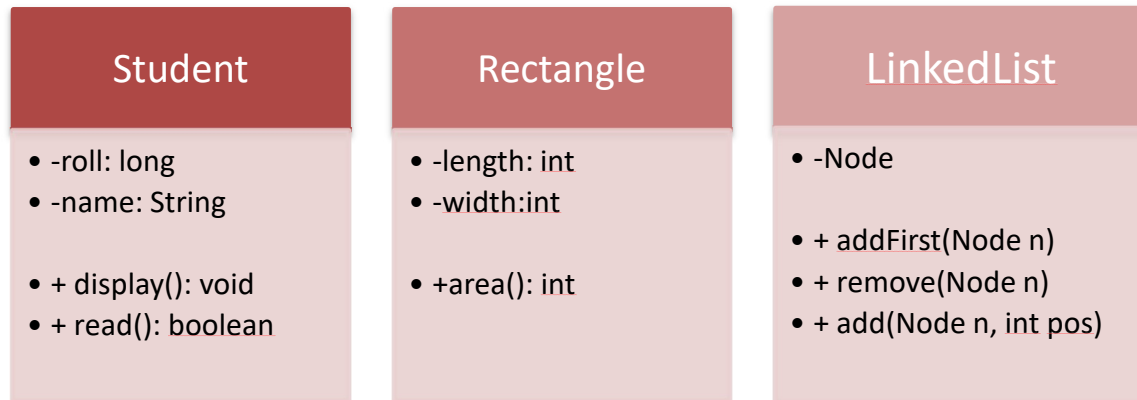 Student
• -roll: long
• -name: String
• + display(): void
• + read(): boolean
Rectangle
• -length: int
• -width:int
• +area(): int
LinkedList
• -Node
• + addFirst(Node n)
• + remove(Node n)
• + add(Node n, int pos)